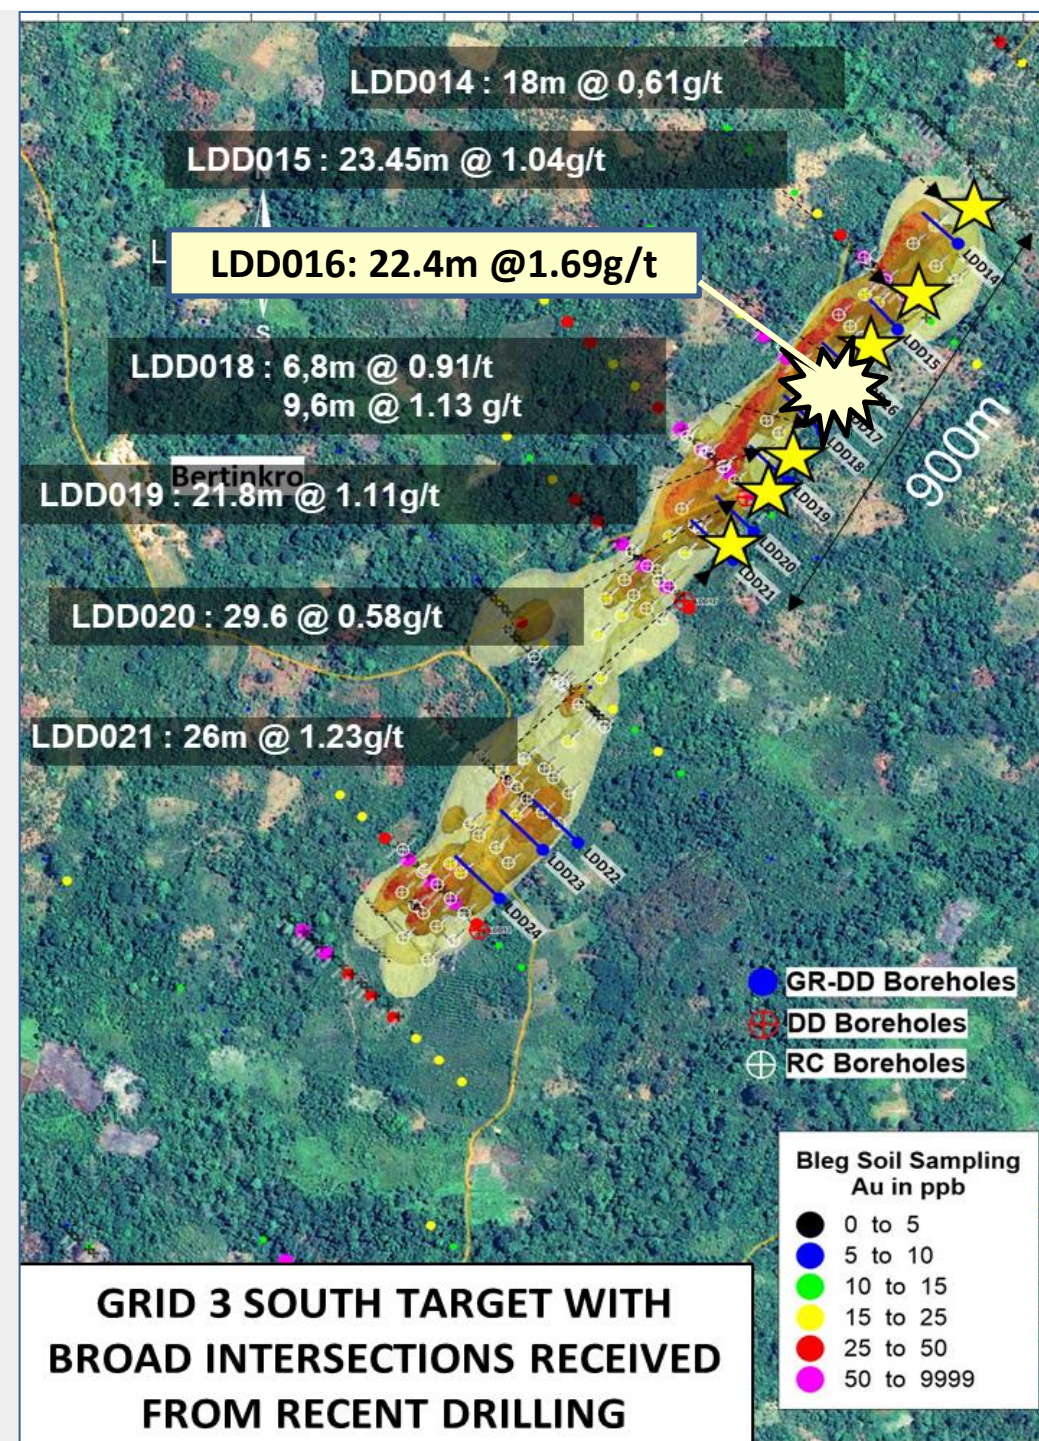 LDD014 : 18m @ 0,61g/t
LDD015 : 23.45m @ 1.04g/t
L
LDD016: 22.4m @1.69g/t
S
LDD018 : 6,8m @ 0.91/t
9,6m @ 1.13 g/t
Bertinkro
LDD019 : 21.8m @ 1.11g/t
LDD020 : 29.6 @ 0.58g/t
LDD021 : 26m @ 1.23g/t
LDD14
LDD15
16
17
LDD18
LDD19
LDD20
LDD21
900m
LDD22
LDD23
LDD24
GR-DD Boreholes
DD Boreholes
RC Boreholes
Bleg Soil Sampling
Au in ppb
0 to 5
5 to 10
10 to 15
15 to 25
25 to 50
50 to 9999
GRID 3 SOUTH TARGET WITH
BROAD INTERSECTIONS RECEIVED
FROM RECENT DRILLING